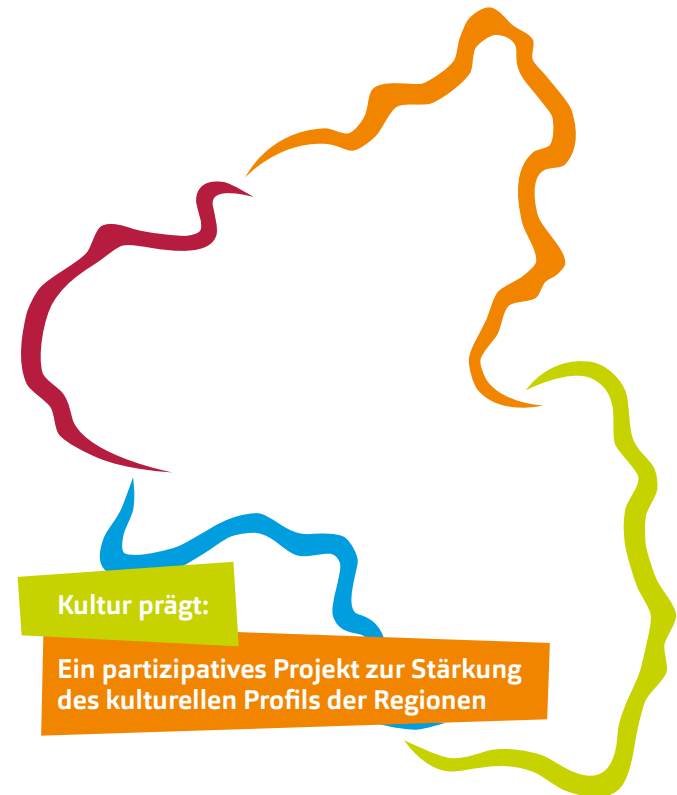 Kultur prägt:
Ein partizipatives Projekt zur Stärkung
des kulturellen Profils der Regionen